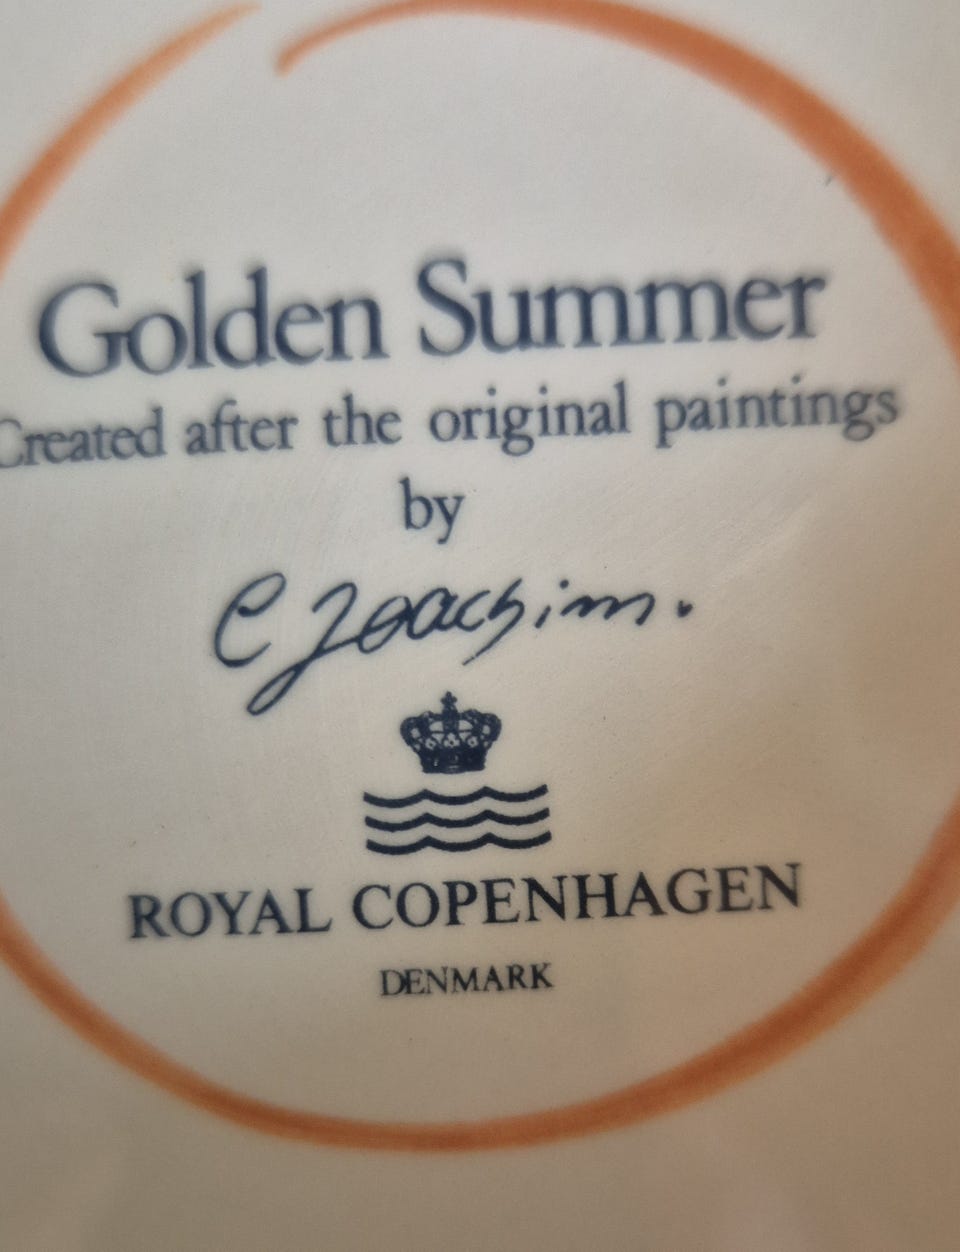 Golden Summer
Created after the original paintings
by
C Joachim.
ROYAL COPENHAGEN
DENMARK